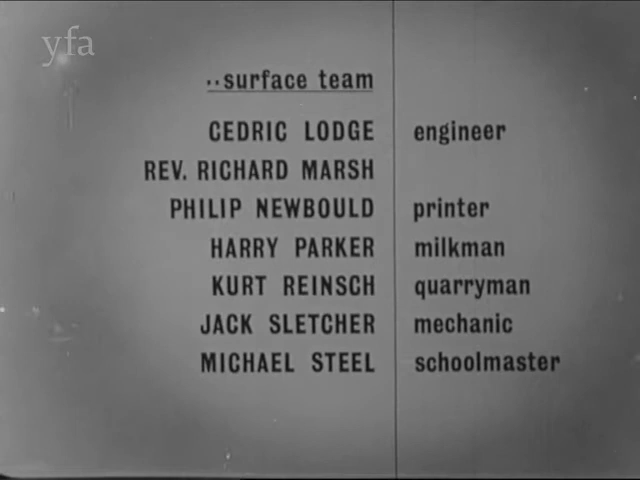 yfa
..surface team
CEDRIC LODGE engineer
REV. RICHARD MARSH
PHILIP NEWBOULD printer
HARRY PARKER milkman
KURT REINSCH quarryman
JACK SLETCHER mechanic
MICHAEL STEEL schoolmaster